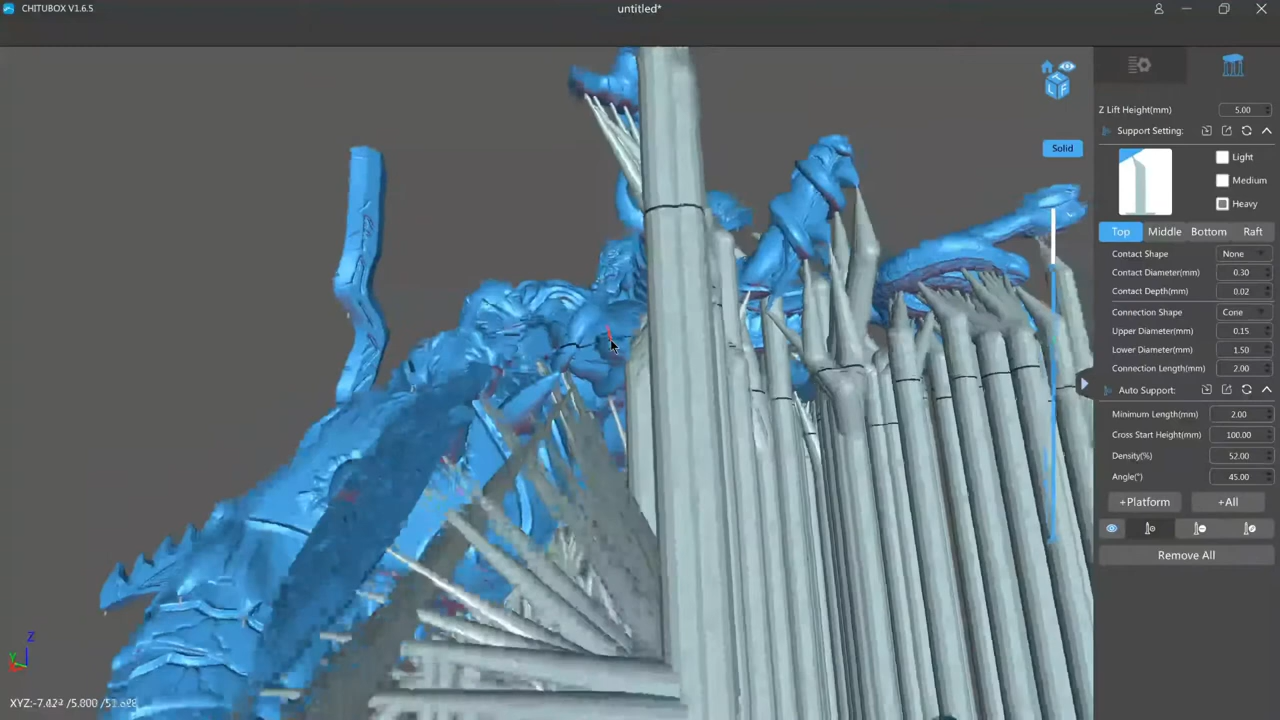 CHITUBOX V1.6.5
untitled*
Z Lift Height(mm) 5.00
Support Setting:
Light
Medium
Heavy
Top Middle Bottom Raft
Contact Shape None
Contact Diameter(mm) 0.30
Contact Depth(mm) 0.02
Connection Shape Cone
Upper Diameter(mm) 0.15
Lower Diameter(mm) 1.50
Connection Length(mm) 2.00
Auto Support:
Minimum Length(mm) 2.00
Cross Start Height(mm) 100.00
Density(%) 52.00
Angle(°) 45.00
+Platform +All
Remove All
Solid
T
L F
Z
Y